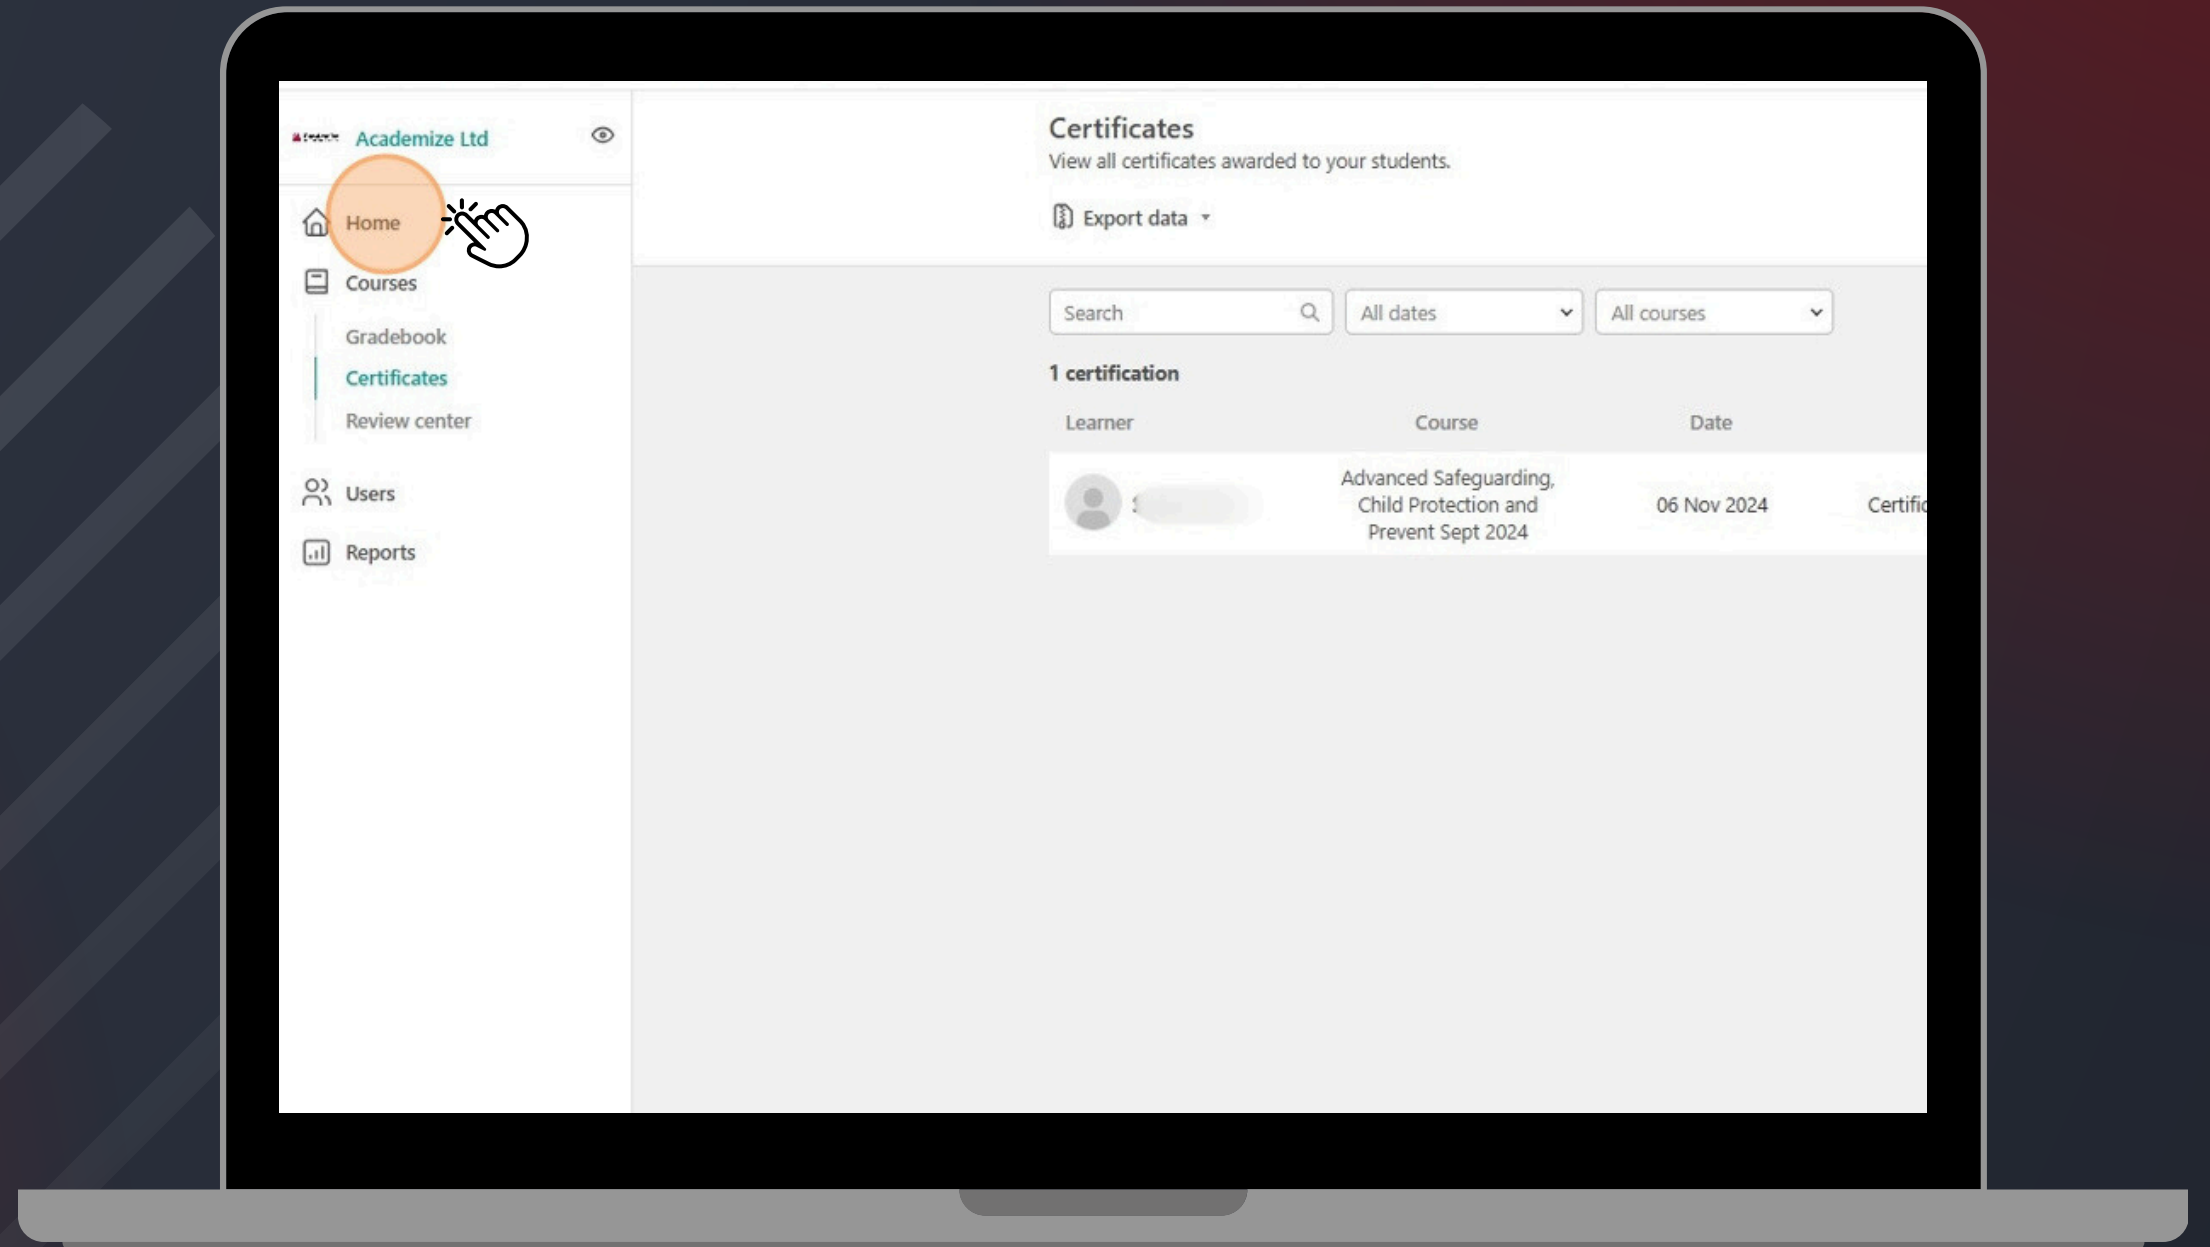 Academize Ltd
Home
Courses
Gradebook
Certificates
Review center
Users
Reports
Certificates
View all certificates awarded to your students.
Export data
Search
All dates
All courses
1 certification
Learner
Course
Date
Advanced Safeguarding,
Child Protection and
Prevent Sept 2024
06 Nov 2024
Certific